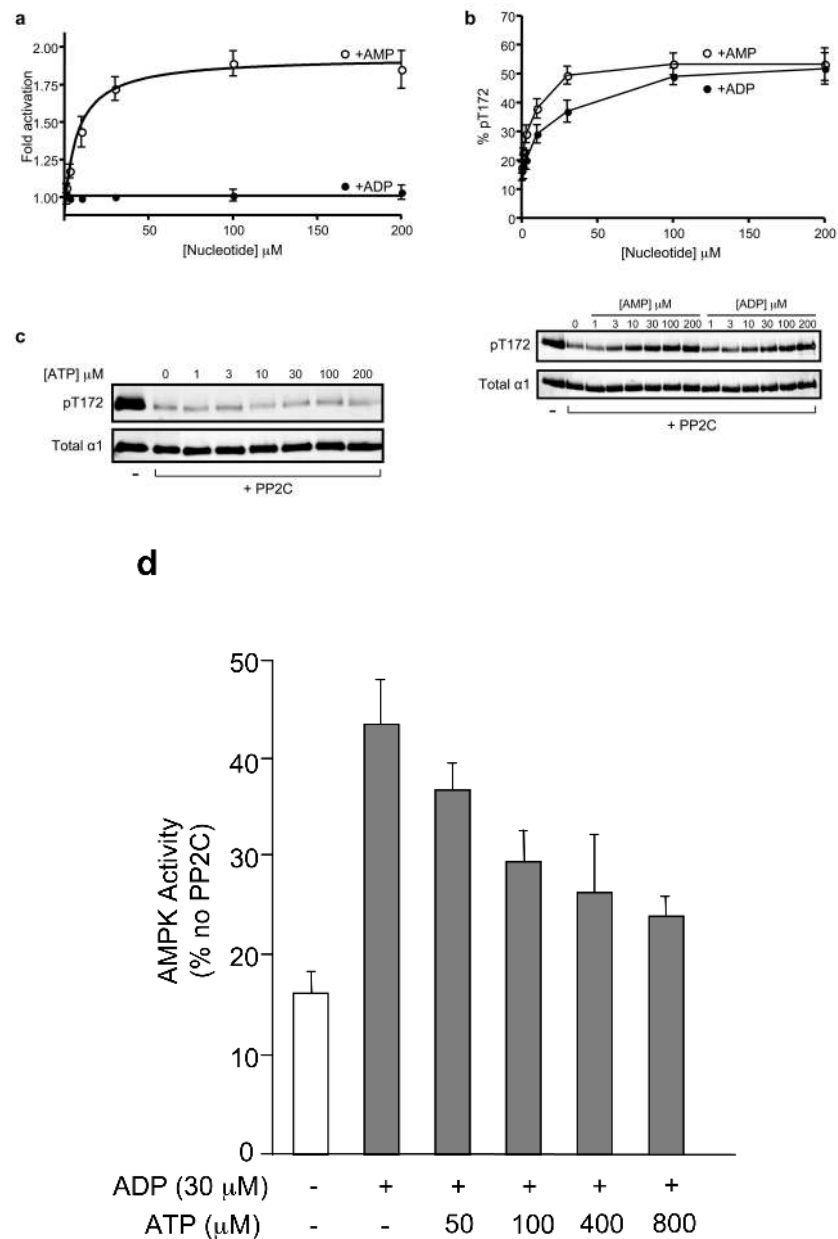 a
2.00
1.75
1.50
1.25
1.00
Fold activation
+AMP
+ADP
50
100
150
200
[Nucleotide] μM
b
70
60
50
40
30
20
10
0
% pT172
+AMP
+ADP
0
50
100
150
200
[Nucleotide] μM
[AMP] μM [ADP] μM
0 1 3 10 30 100 200 1 3 10 30 100 200
pT172
Total α1
-
+ PP2C
c
[ATP] μM 0 1 3 10 30 100 200
pT172
Total α1
-
+ PP2C
d
50
40
30
20
10
0
AMPK Activity
(% no PP2C)
ADP (30 μM) - + + + + +
ATP (μM) - - 50 100 400 800